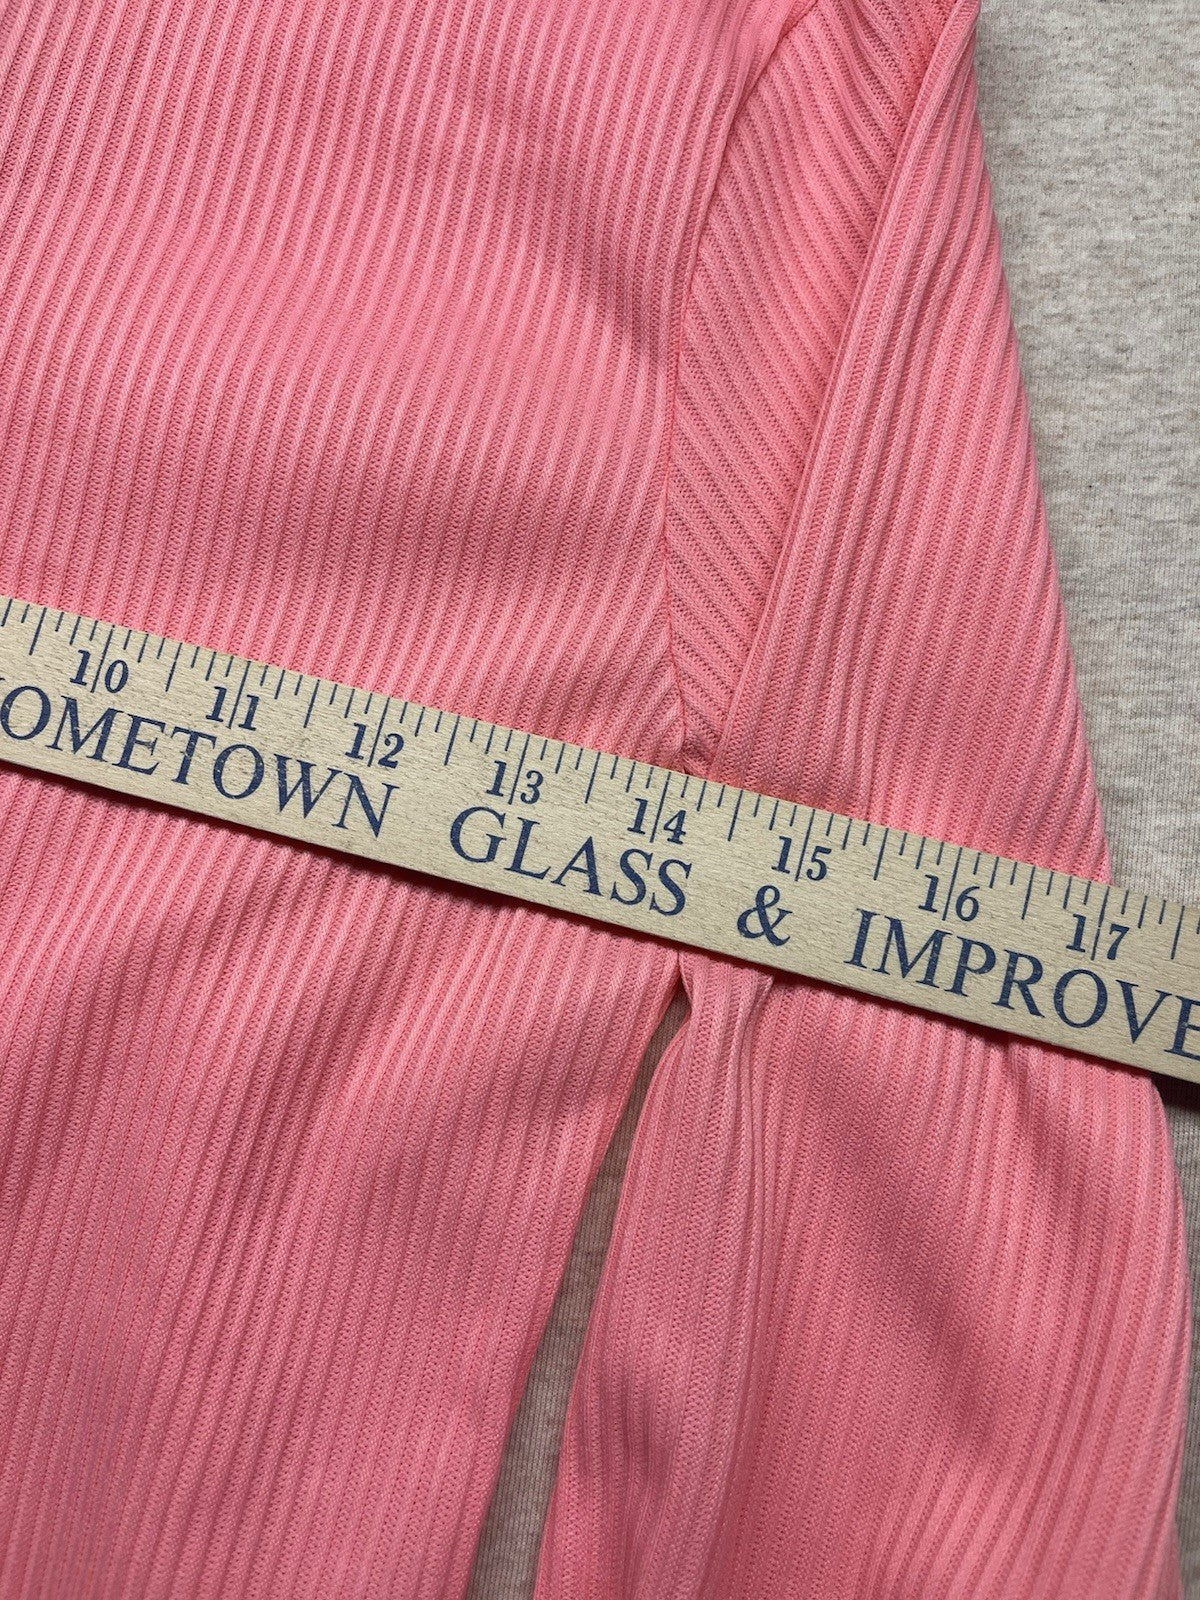 10 11 12 13 14 15 16 17
OMETOWN GLASS & IMPROVE